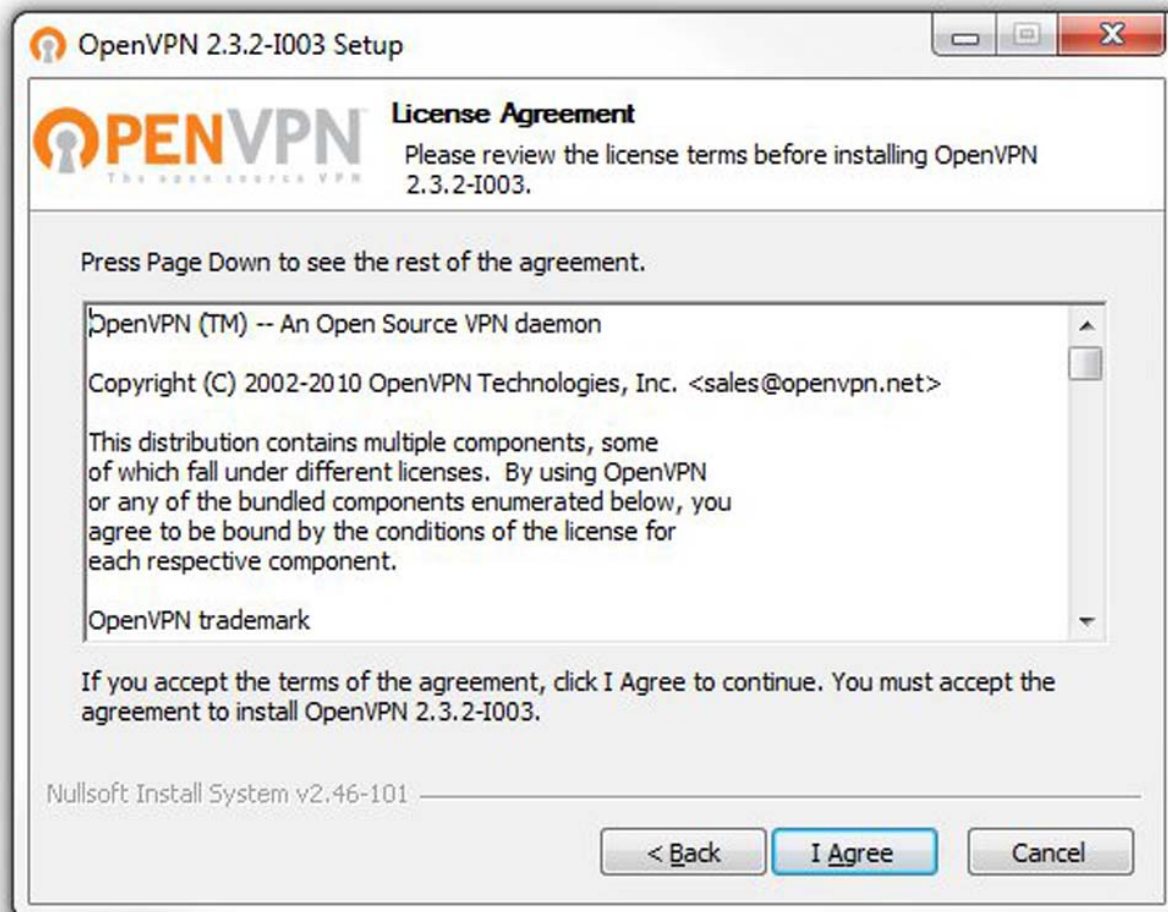 OpenVPN 2.3.2-I003 Setup
OPENVPN™
The open source VPN
License Agreement
Please review the license terms before installing OpenVPN
2.3.2-I003.
Press Page Down to see the rest of the agreement.
OpenVPN (TM) -- An Open Source VPN daemon
Copyright (C) 2002-2010 OpenVPN Technologies, Inc. <sales@openvpn.net>
This distribution contains multiple components, some
of which fall under different licenses.  By using OpenVPN
or any of the bundled components enumerated below, you
agree to be bound by the conditions of the license for
each respective component.
OpenVPN trademark
If you accept the terms of the agreement, click I Agree to continue. You must accept the
agreement to install OpenVPN 2.3.2-I003.
Nullsoft Install System v2.46-101
< Back
I Agree
Cancel